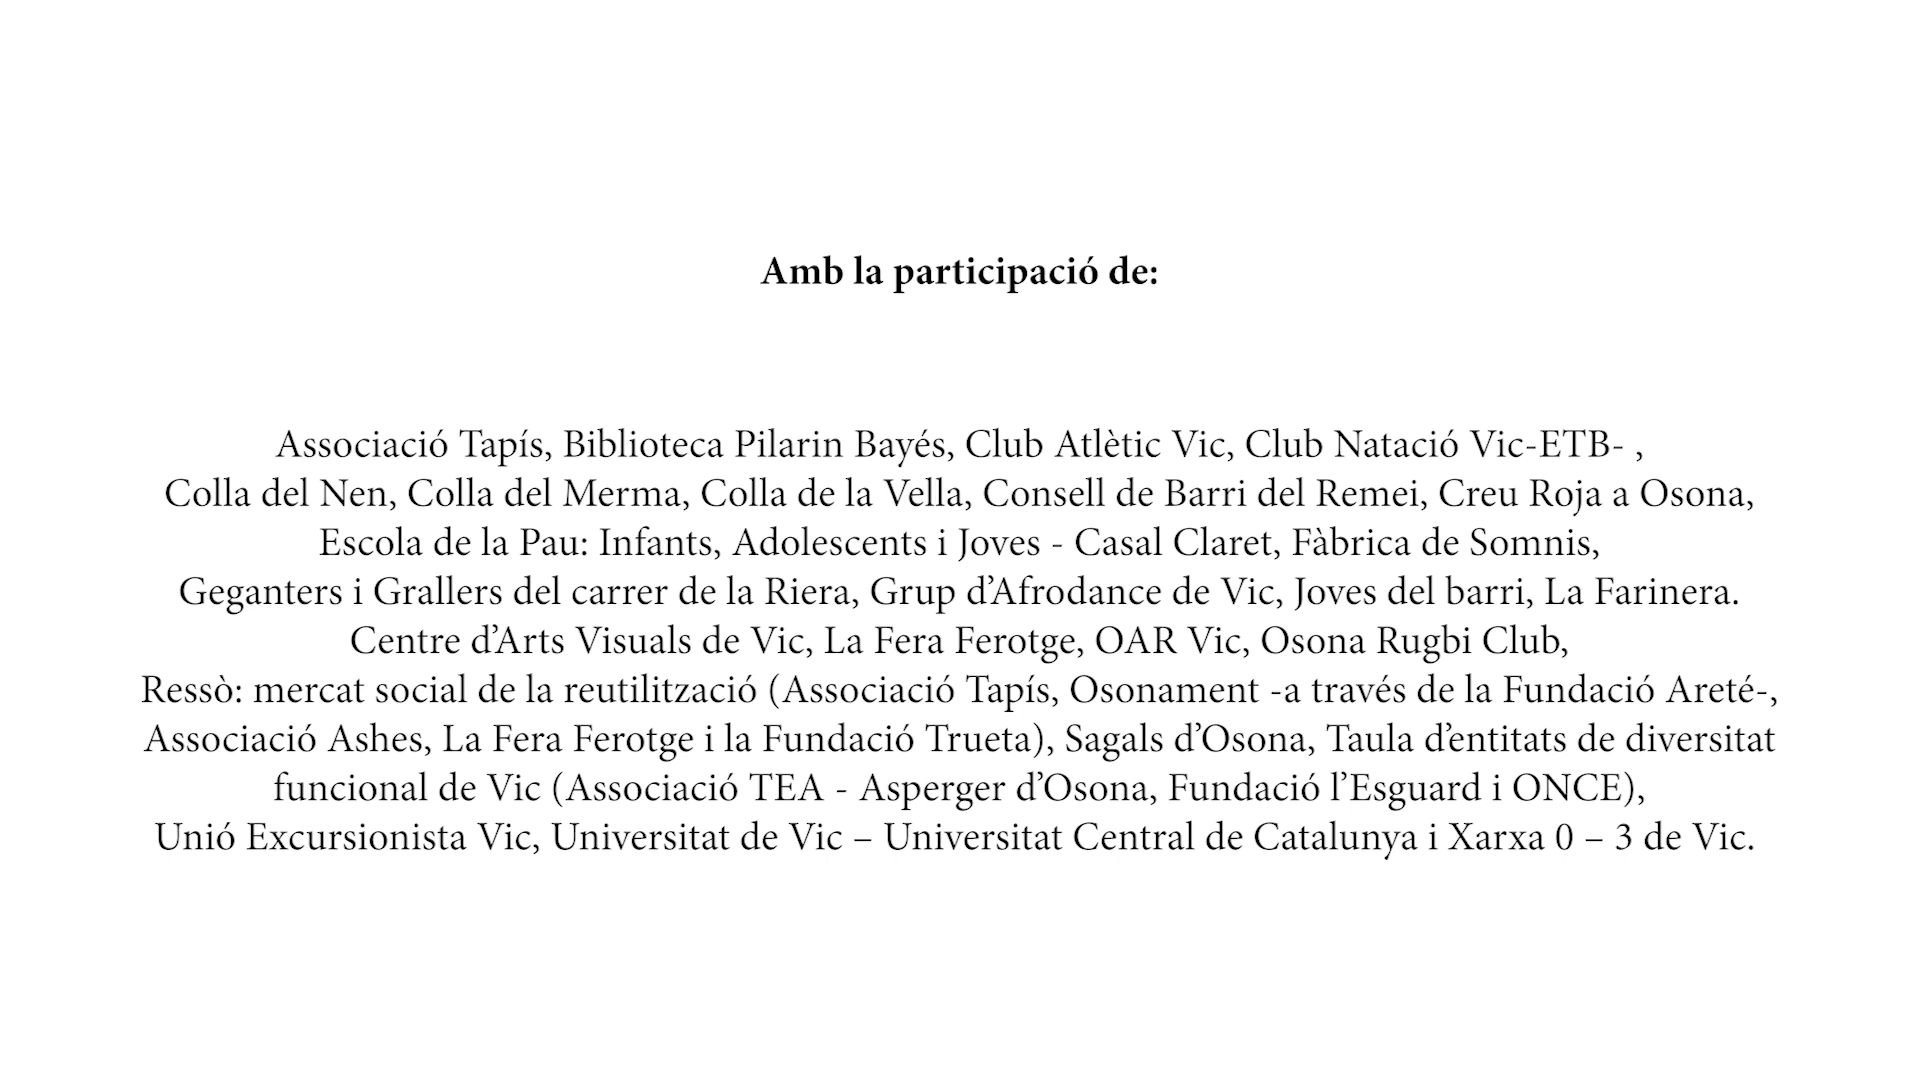 Amb la participació de:
Associació Tapís, Biblioteca Pilarin Bayés, Club Atlètic Vic, Club Natació Vic-ETB- ,
Colla del Nen, Colla del Merma, Colla de la Vella, Consell de Barri del Remei, Creu Roja a Osona,
Escola de la Pau: Infants, Adolescents i Joves - Casal Claret, Fàbrica de Somnis,
Geganters i Grallers del carrer de la Riera, Grup d’Afrodance de Vic, Joves del barri, La Farinera.
Centre d’Arts Visuals de Vic, La Fera Ferotge, OAR Vic, Osona Rugbi Club,
Ressò: mercat social de la reutilització (Associació Tapís, Osonament -a través de la Fundació Areté-,
Associació Ashes, La Fera Ferotge i la Fundació Trueta), Sagals d’Osona, Taula d’entitats de diversitat
funcional de Vic (Associació TEA - Asperger d’Osona, Fundació l’Esguard i ONCE),
Unió Excursionista Vic, Universitat de Vic – Universitat Central de Catalunya i Xarxa 0 – 3 de Vic.